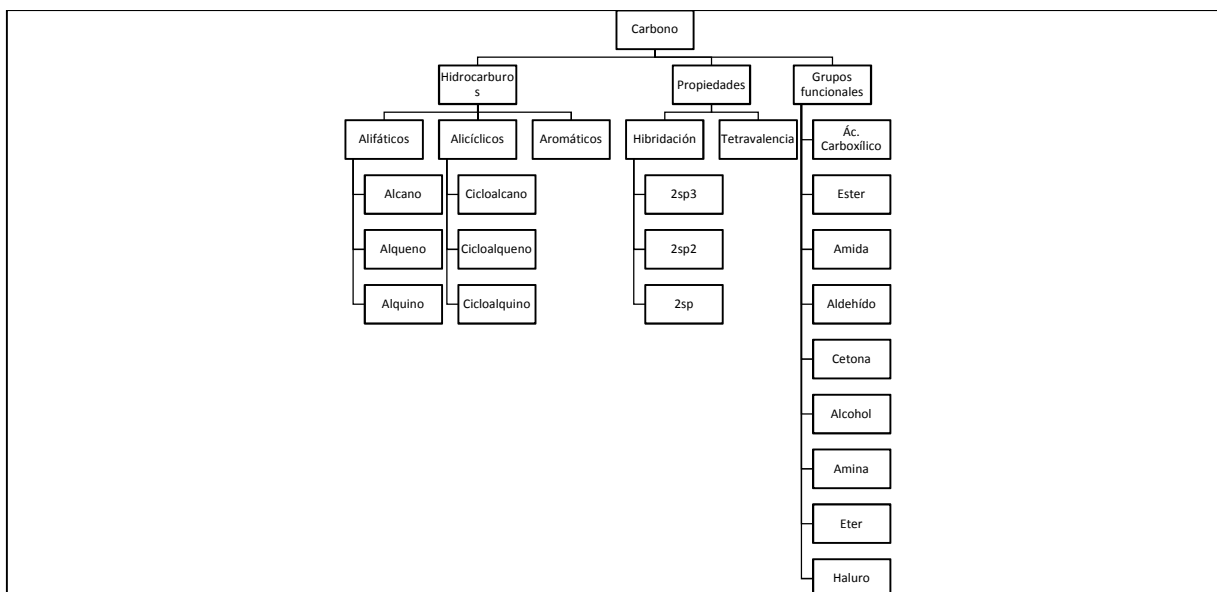 Carbono
Hidrocarburo
s
Propiedades
Grupos
funcionales
Alifáticos
Alicíclicos
Aromáticos
Hibridación
Tetravalencia
Ác.
Carboxílico
Alcano
Cicloalcano
2sp3
Ester
Alqueno
Cicloalqueno
2sp2
Amida
Alquino
Cicloalquino
2sp
Aldehído
Cetona
Alcohol
Amina
Eter
Haluro